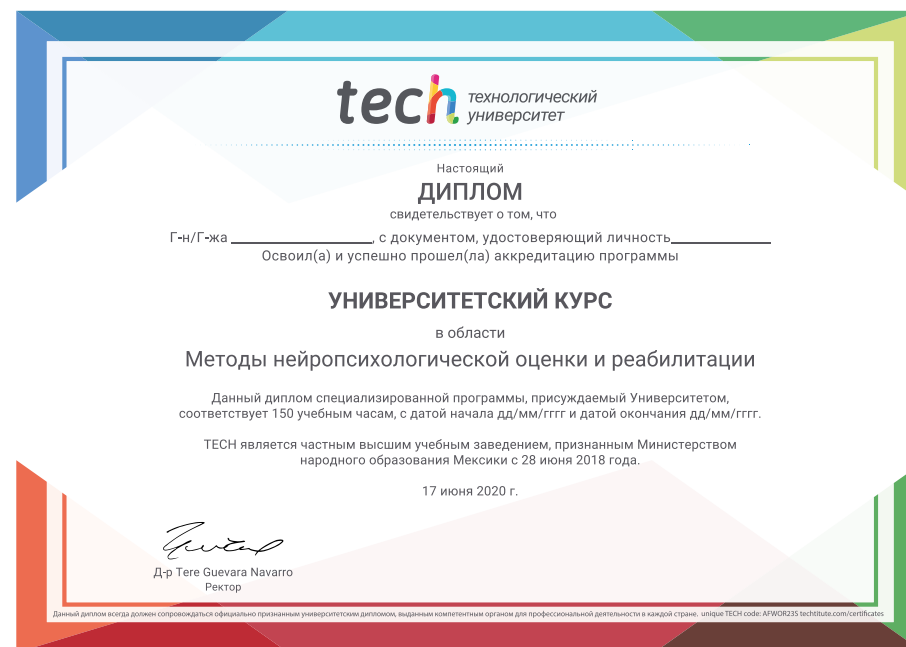 tech технологический
университет
Настоящий
ДИПЛОМ
свидетельствует о том, что
Г-н/Г-жа ____________________, с документом, удостоверяющий личность______________
Освоил(а) и успешно прошел(ла) аккредитацию программы
УНИВЕРСИТЕТСКИЙ КУРС
в области
Методы нейропсихологической оценки и реабилитации
Данный диплом специализированной программы, присуждаемый Университетом,
соответствует 150 учебным часам, с датой начала дд/мм/гггг и датой окончания дд/мм/гггг.
TECH является частным высшим учебным заведением, признанным Министерством
народного образования Мексики с 28 июня 2018 года.
17 июня 2020 г.
Д-р Tere Guevara Navarro
Ректор
Данный диплом всегда должен сопровождаться официально признанным университетским дипломом, выданным компетентным органом для профессиональной деятельности в каждой стране. unique TECH code: AFWOR23S techtitute.com/certificates